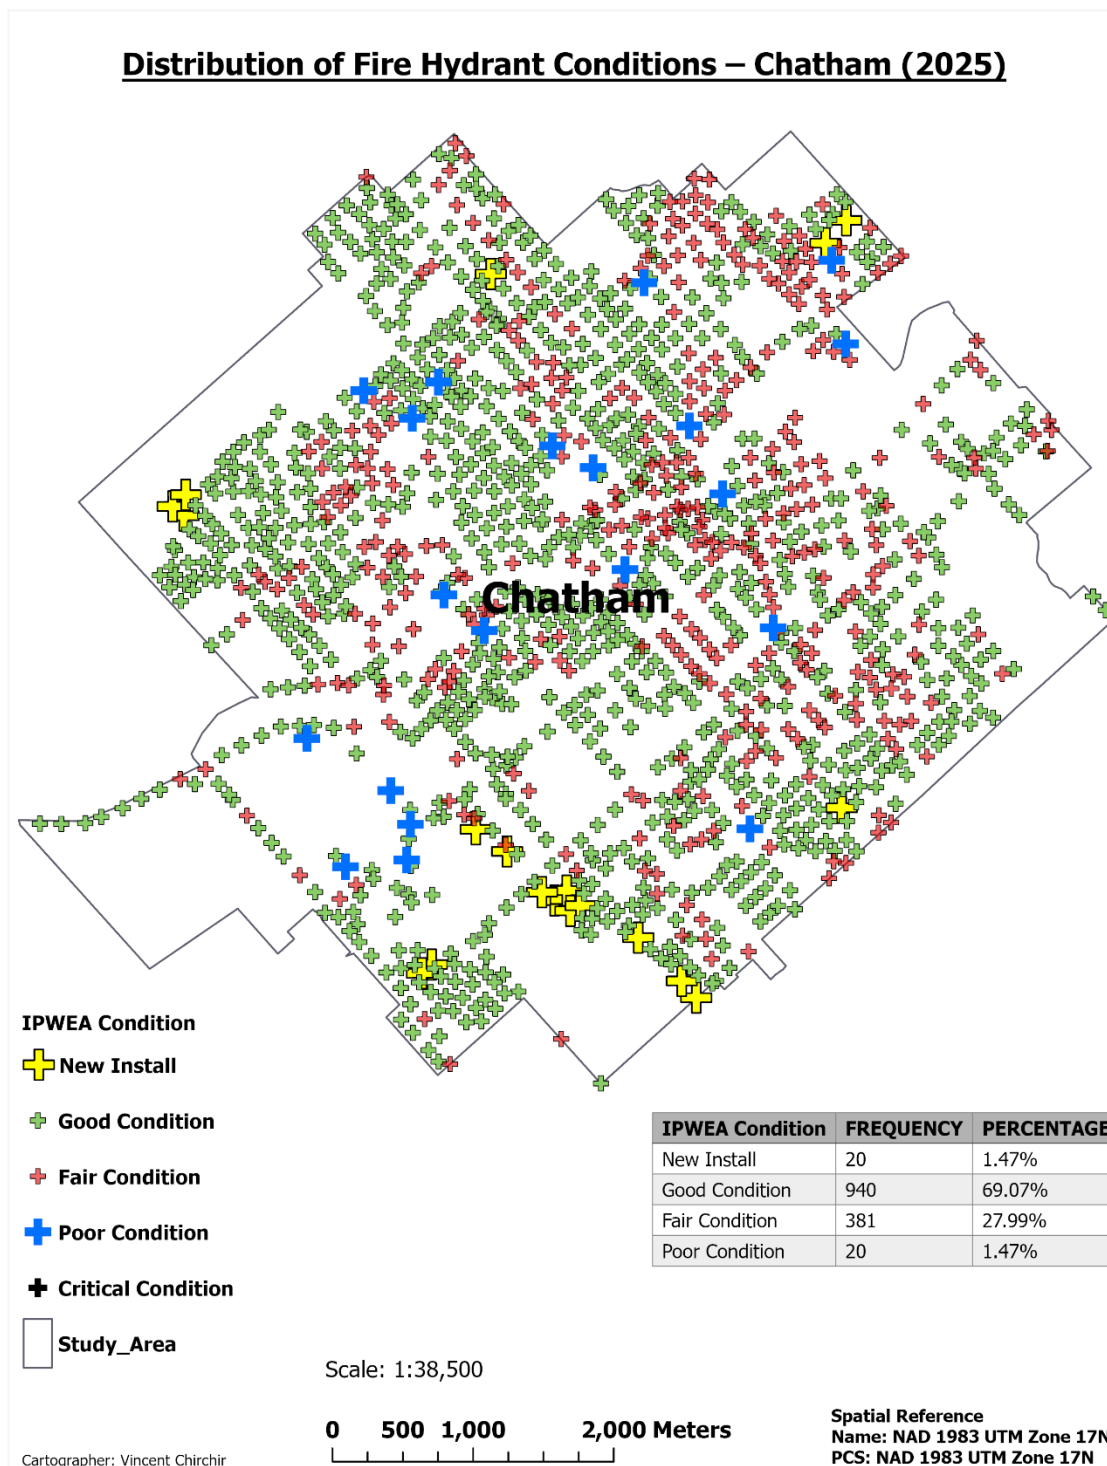 Distribution of Fire Hydrant Conditions – Chatham (2025)
Chatham
IPWEA Condition
New Install
Good Condition
Fair Condition
Poor Condition
Critical Condition
Study_Area
IPWEA Condition FREQUENCY PERCENTAGE
New Install 20 1.47%
Good Condition 940 69.07%
Fair Condition 381 27.99%
Poor Condition 20 1.47%
Scale: 1:38,500
0 500 1,000 2,000 Meters
Spatial Reference
Name: NAD 1983 UTM Zone 17N
PCS: NAD 1983 UTM Zone 17N
Cartographer: Vincent Chirchir